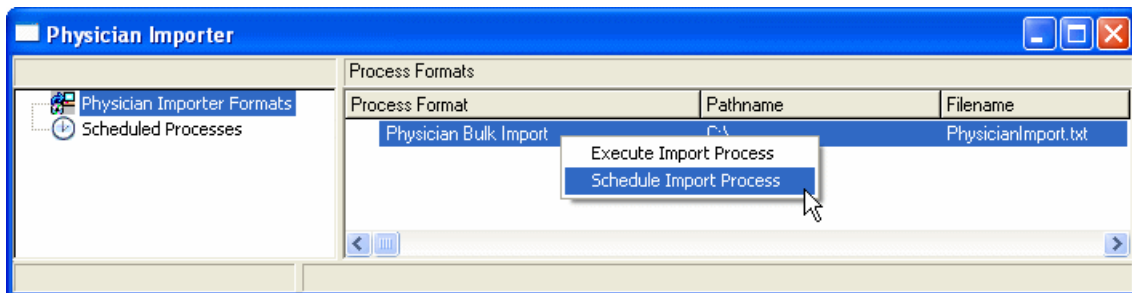 Physician Importer
Process Formats
Physician Importer Formats
Scheduled Processes
Process Format Pathname Filename
Physician Bulk Import C:\ PhysicianImport.txt
Execute Import Process
Schedule Import Process